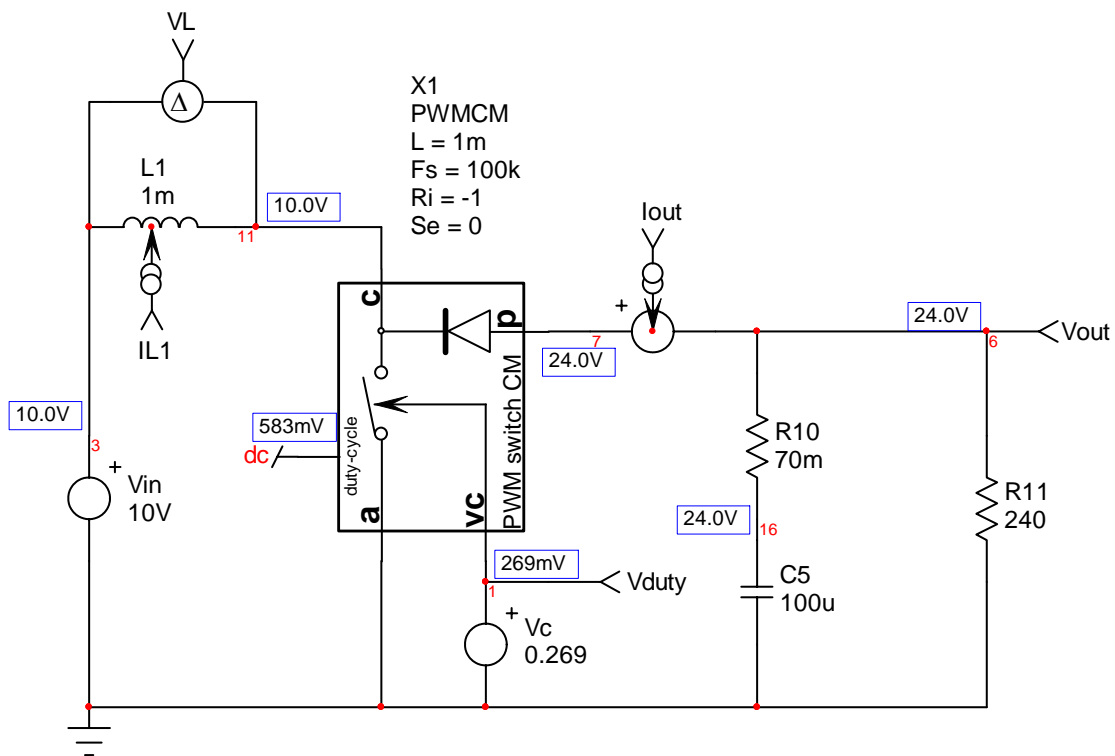 VL
Δ
X1
PWMCM
L = 1m
Fs = 100k
Ri = -1
Se = 0
L1
1m
10.0V
11
Iout
IL1
c
p
+
7
24.0V
24.0V
6
Vout
10.0V
3
583mV
dc
duty-cycle
PWM switch CM
R10
70m
+
Vin
10V
a
vc
24.0V
16
R11
240
269mV
1
Vduty
C5
100u
+
Vc
0.269